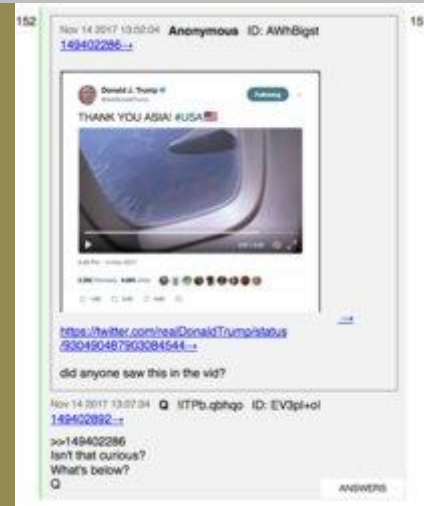 152
15
Nov 14 2017 13:02:04 Anonymous ID: AWhBigst
149402286→
Donald J. Trump
Following
THANK YOU ASIA! #USA🇺🇸
→
https://twitter.com/realDonaldTrump/status
/930490487903084544→
did anyone saw this in the vid?
Nov 14 2017 13:07:34 Q !ITPb.qbhqo ID: EV3pl+ol
149402892→
>>149402286
Isn't that curious?
What's below?
Q
ANSWERS